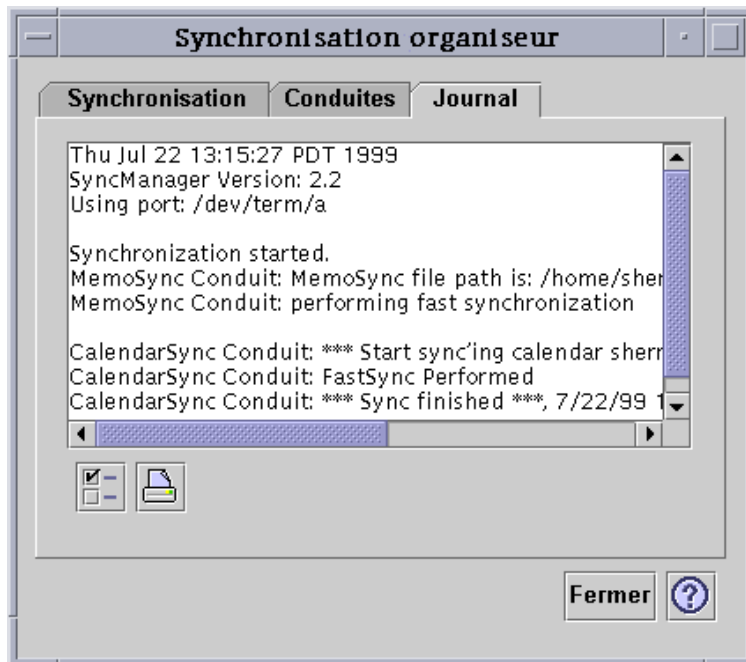 Synchronisation organiseur
Synchronisation Conduites Journal
Thu Jul 22 13:15:27 PDT 1999
SyncManager Version: 2.2
Using port: /dev/term/a
Synchronization started.
MemoSync Conduit: MemoSync file path is: /home/sher
MemoSync Conduit: performing fast synchronization
CalendarSync Conduit: *** Start sync'ing calendar sherr
CalendarSync Conduit: FastSync Performed
CalendarSync Conduit: *** Sync finished ***, 7/22/99 1
Fermer ?